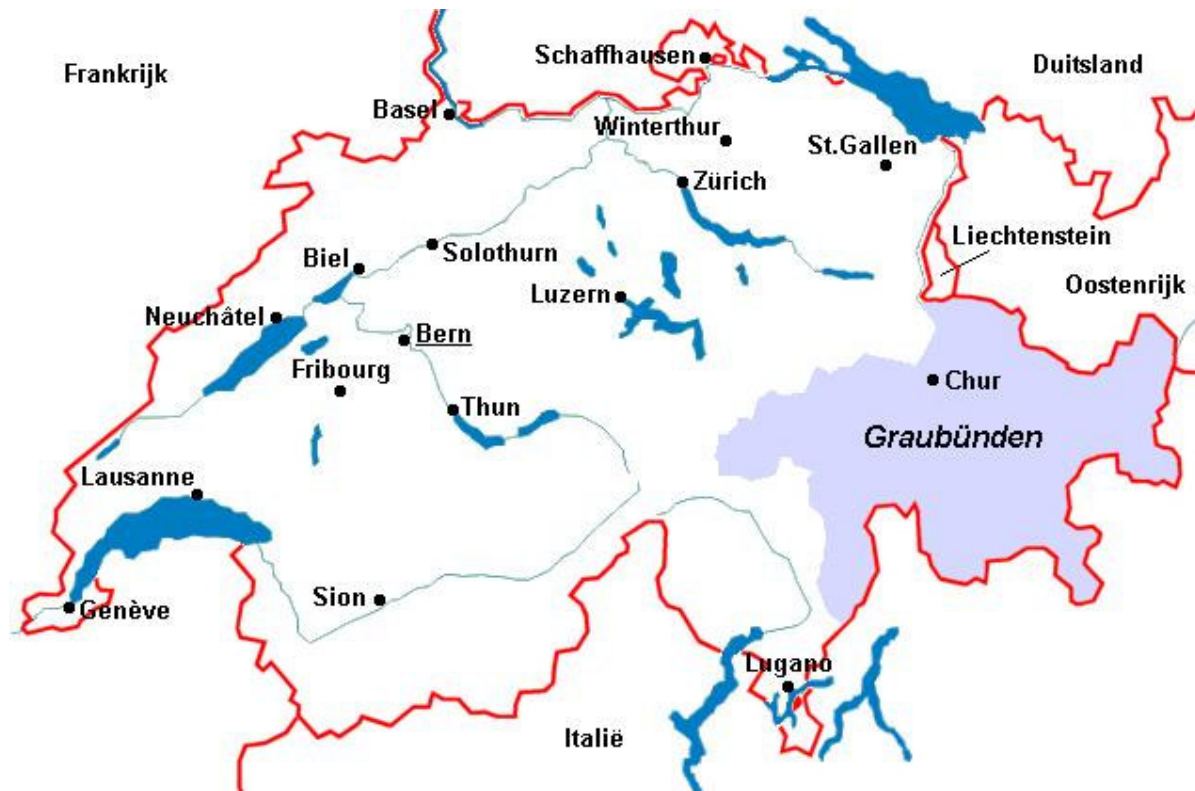 Schaffhausen
Frankrijk
Duitsland
Basel
Winterthur
St.Gallen
Zürich
Liechtenstein
Solothurn
Biel
Oostenrijk
Luzern
Neuchâtel
Bern
Fribourg
Chur
Thun
Graubünden
Lausanne
Sion
Genève
Lugano
Italië